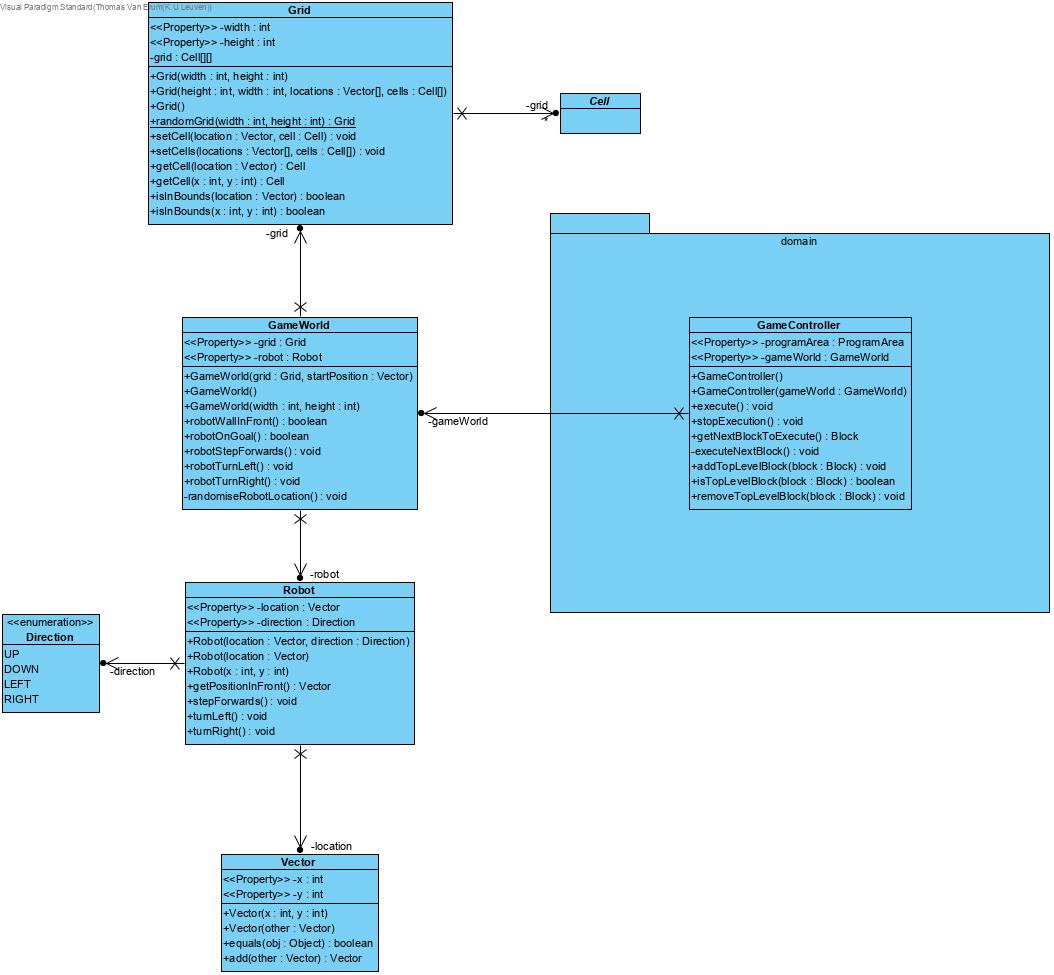 Visual Paradigm Standard(Thomas Van Erum(K.U.Leuven))
Grid
<<Property>> -width : int
<<Property>> -height : int
-grid : Cell[][]
+Grid(width : int, height : int)
+Grid(height : int, width : int, locations : Vector[], cells : Cell[])
+Grid()
+randomGrid(width : int, height : int) : Grid
+setCell(location : Vector, cell : Cell) : void
+setCells(locations : Vector[], cells : Cell[]) : void
+getCell(location : Vector) : Cell
+getCell(x : int, y : int) : Cell
+isInBounds(location : Vector) : boolean
+isInBounds(x : int, y : int) : boolean
-grid
Cell
-grid
domain
GameWorld
<<Property>> -grid : Grid
<<Property>> -robot : Robot
+GameWorld(grid : Grid, startPosition : Vector)
+GameWorld()
+GameWorld(width : int, height : int)
+robotWallInFront() : boolean
+robotOnGoal() : boolean
+robotStepForwards() : void
+robotTurnLeft() : void
+robotTurnRight() : void
-randomiseRobotLocation() : void
-gameWorld
GameController
<<Property>> -programArea : ProgramArea
<<Property>> -gameWorld : GameWorld
+GameController()
+GameController(gameWorld : GameWorld)
+execute() : void
+stopExecution() : void
+getNextBlockToExecute() : Block
-executeNextBlock() : void
+addTopLevelBlock(block : Block) : void
+isTopLevelBlock(block : Block) : boolean
+removeTopLevelBlock(block : Block) : void
-robot
Robot
<<Property>> -location : Vector
<<Property>> -direction : Direction
+Robot(location : Vector, direction : Direction)
+Robot(location : Vector)
+Robot(x : int, y : int)
+getPositionInFront() : Vector
+stepForwards() : void
+turnLeft() : void
+turnRight() : void
<<enumeration>>
Direction
UP
DOWN
LEFT
RIGHT
-direction
-location
Vector
<<Property>> -x : int
<<Property>> -y : int
+Vector(x : int, y : int)
+Vector(other : Vector)
+equals(obj : Object) : boolean
+add(other : Vector) : Vector